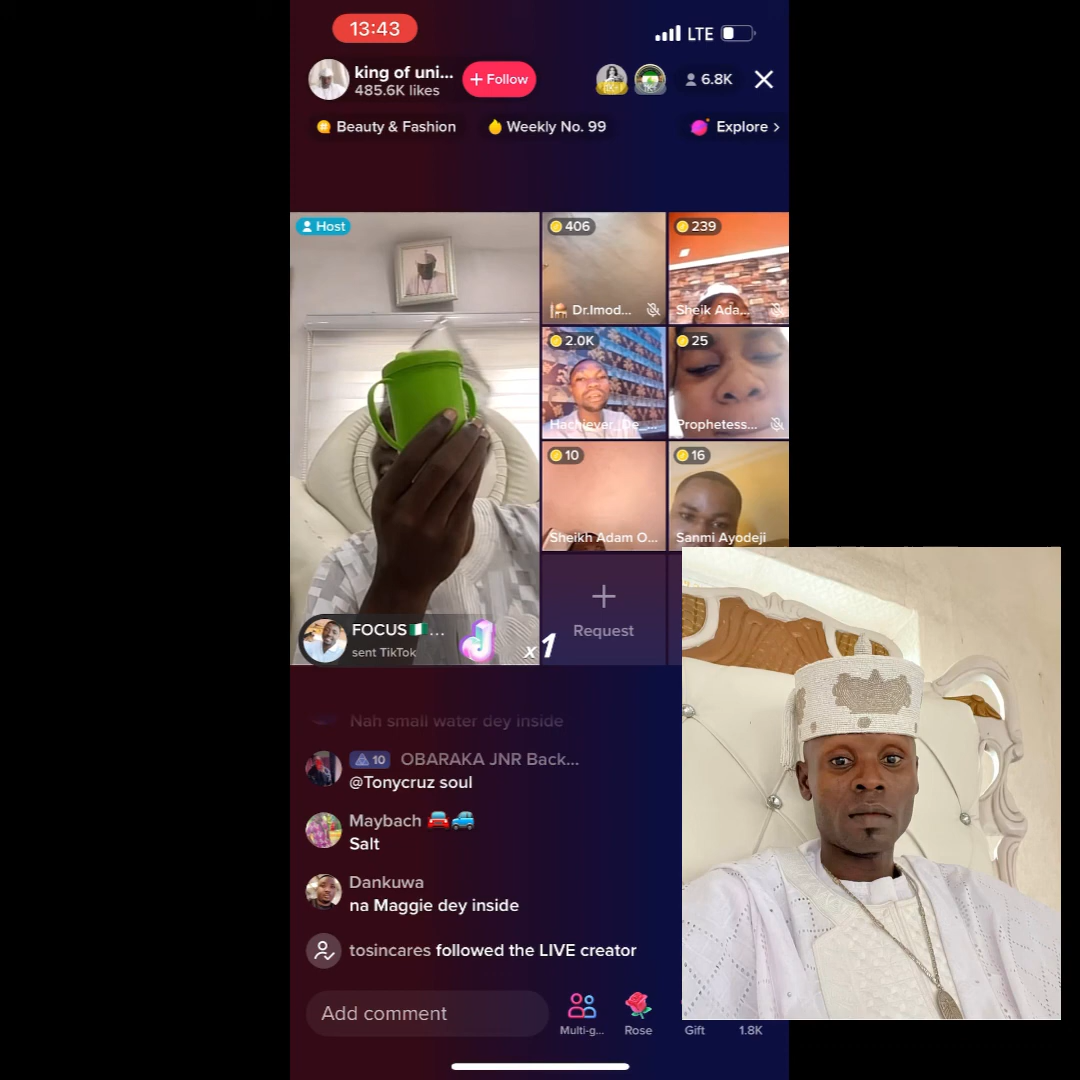 13:43
LTE
king of uni...
485.6K likes
+ Follow
6.8K
Beauty & Fashion
Weekly No. 99
Explore >
Host
406
Dr.Imod...
239
Sheik Ada...
2.0K
Hachiever_De_...
25
Prophetess...
10
Sheikh Adam O...
16
Sanmi Ayodeji
FOCUS🇳🇬...
sent TikTok
x1
+
Request
Nah small water dey inside
10 OBARAKA JNR Back...
@Tonycruz soul
Maybach 🚘🚙
Salt
Dankuwa
na Maggie dey inside
tosincares followed the LIVE creator
Add comment
Multi-g...
Rose
Gift
1.8K